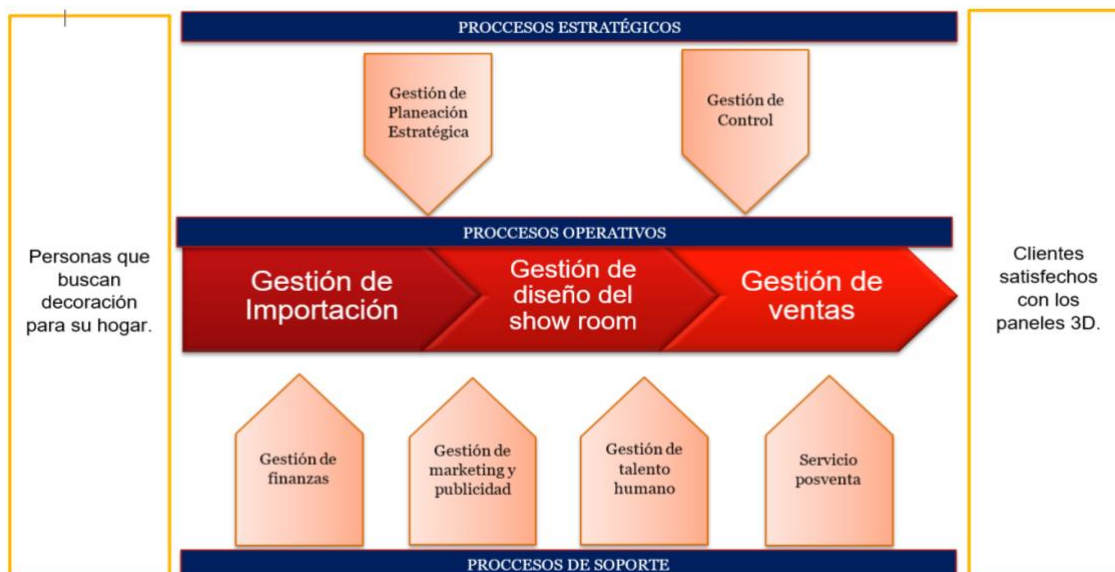 PROCCESOS ESTRATÉGICOS
Gestión de
Planeación
Estratégica
Gestión de
Control
Personas que
buscan
decoración
para su hogar.
PROCCESOS OPERATIVOS
Gestión de
Importación
Gestión de
diseño del
show room
Gestión de
ventas
Clientes
satisfechos
con los
paneles 3D.
Gestión de
finanzas
Gestión de
marketing y
publicidad
Gestión de
talento
humano
Servicio
posventa
PROCCESOS DE SOPORTE